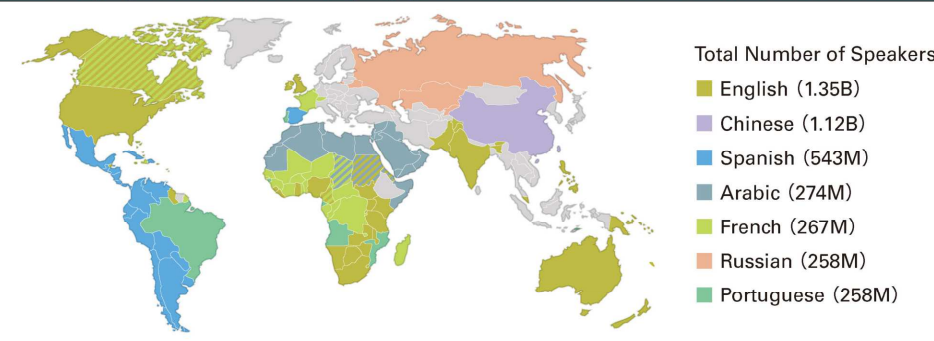 Total Number of Speakers
English (1.35B)
Chinese (1.12B)
Spanish (543M)
Arabic (274M)
French (267M)
Russian (258M)
Portuguese (258M)